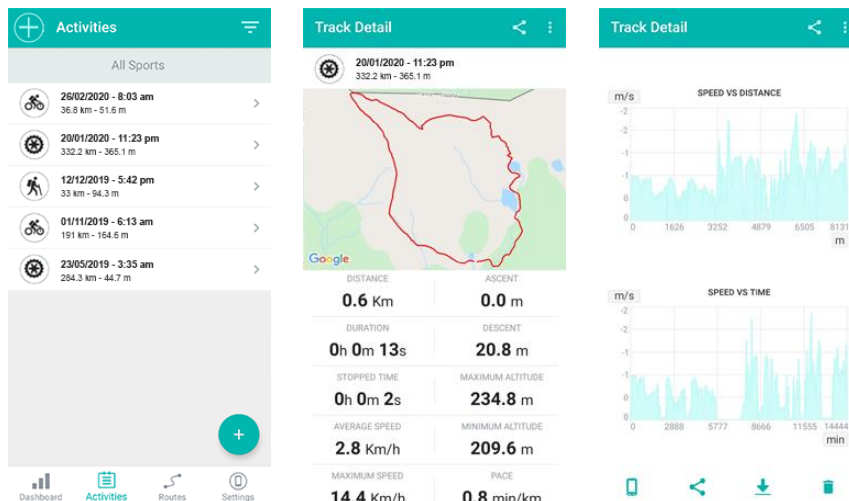 Activities
All Sports
26/02/2020 - 8:03 am
36.8 km - 51.6 m
20/01/2020 - 11:23 pm
332.2 km - 365.1 m
12/12/2019 - 5:42 pm
33 km - 94.3 m
01/11/2019 - 6:13 am
191 km - 164.6 m
23/05/2019 - 3:35 am
284.3 km - 44.7 m
+
Dashboard Activities Routes Settings
Track Detail
20/01/2020 - 11:23 pm
332.2 km - 365.1 m
Google
DISTANCE ASCENT
0.6 Km 0.0 m
DURATION DESCENT
0h 0m 13s 20.8 m
STOPPED TIME MAXIMUM ALTITUDE
0h 0m 2s 234.8 m
AVERAGE SPEED MINIMUM ALTITUDE
2.8 Km/h 209.6 m
MAXIMUM SPEED PACE
14.4 Km/h 0.8 min/km
Track Detail
m/s SPEED VS DISTANCE
-2
-2
-1
-1
0
0
0 1626 3252 4879 6505 8131
m
m/s SPEED VS TIME
-2
-2
-1
-1
0
0
0 2888 5777 8666 11555 14444
min